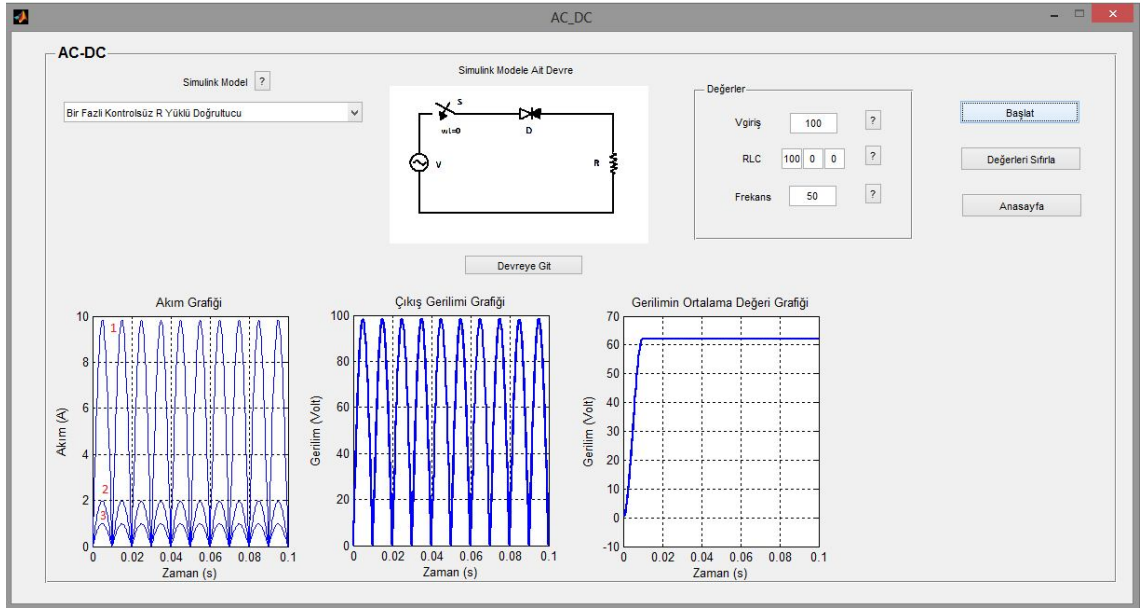 AC_DC
AC-DC
Simulink Model ?
Bir Fazli Kontrolsüz R Yüklü Doğrultucu
Simulink Modele Ait Devre
S
wt=0
D
V
R
Değerler
Vgiriş 100 ?
RLC 100 0 0 ?
Frekans 50 ?
Başlat
Değerleri Sıfırla
Anasayfa
Devreye Git
Akım Grafiği
Akım (A)
10
8
6
4
2
0
1
2
3
0 0.02 0.04 0.06 0.08 0.1
Zaman (s)
Çıkış Gerilimi Grafiği
Gerilim (Volt)
100
80
60
40
20
0
0 0.02 0.04 0.06 0.08 0.1
Zaman (s)
Gerilimin Ortalama Değeri Grafiği
Gerilim (Volt)
70
60
50
40
30
20
10
0
-10
0 0.02 0.04 0.06 0.08 0.1
Zaman (s)